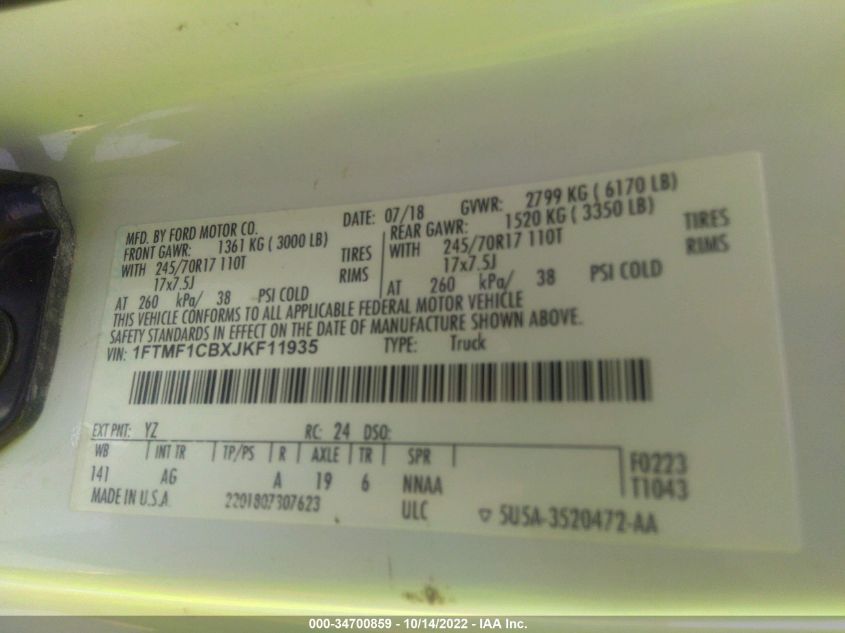 MFD. BY FORD MOTOR CO. DATE: 07/18 GVWR: 2799 KG ( 6170 LB)
FRONT GAWR: 1361 KG ( 3000 LB) REAR GAWR: 1520 KG ( 3350 LB)
WITH 245/70R17 110T TIRES WITH 245/70R17 110T TIRES
17x7.5J RIMS 17x7.5J RIMS
AT 260 kPa/ 38 PSI COLD AT 260 kPa/ 38 PSI COLD
THIS VEHICLE CONFORMS TO ALL APPLICABLE FEDERAL MOTOR VEHICLE
SAFETY STANDARDS IN EFFECT ON THE DATE OF MANUFACTURE SHOWN ABOVE.
VIN: 1FTMF1CBXJKF11935 TYPE: Truck
EXT PNT: YZ RC: 24 DSO:
WB INT TR TP/PS R AXLE TR SPR F0223
141 AG A 19 6 NNAA T1043
MADE IN U.S.A. 2201807307623 ULC ▽ 5U5A-3520472-AA
000-34700859 - 10/14/2022 - IAA Inc.